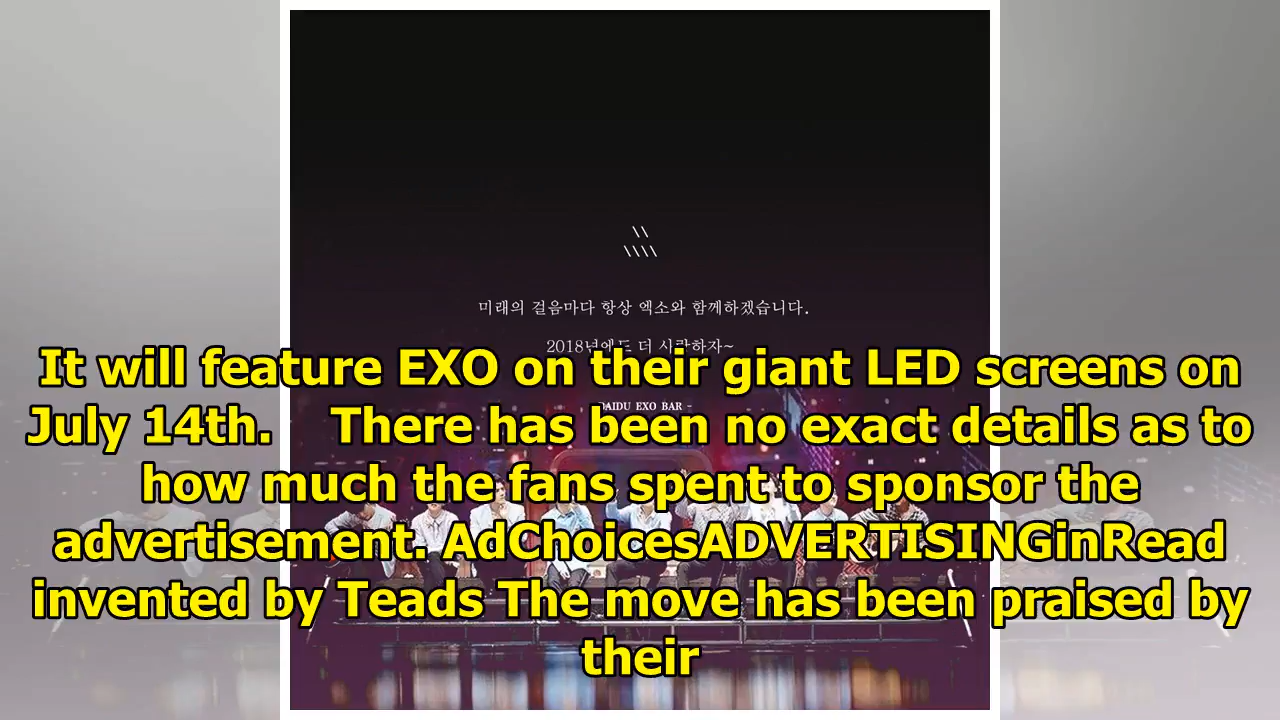 \\
\\\\
미래의 걸음마다 항상 엑소와 함께하겠습니다.
2018년에도 더 사랑하자~
BAIDU EXO BAR -
It will feature EXO on their giant LED screens on
July 14th. There has been no exact details as to
how much the fans spent to sponsor the
advertisement. AdChoicesADVERTISINGinRead
invented by Teads The move has been praised by
their